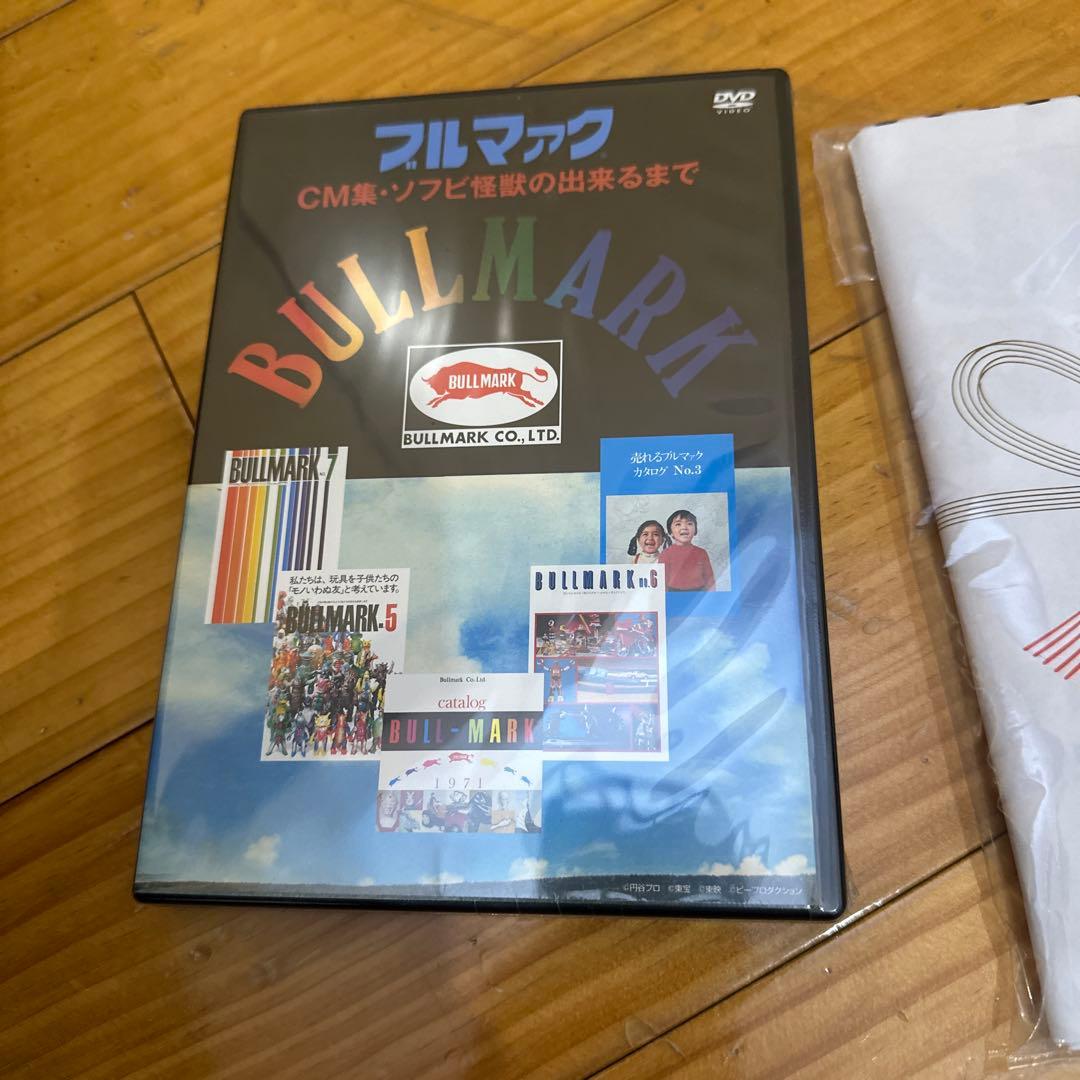 DVD
VIDEO
ブルマァク
CM集・ソフビ怪獣の出来るまで
BULLMARK
BULLMARK
BULLMARK CO., LTD.
BULLMARK NO.7
売れるブルマァク
カタログ No.3
私たちは、玩具を子供たちの
「モノいわぬ友」と考えています。
BULLMARK 5
BULLMARK no.6
Bullmark Co. Ltd.
catalog
BULL-MARK
1971
©円谷プロ ©東宝 ©東映 ©ピープロダクション